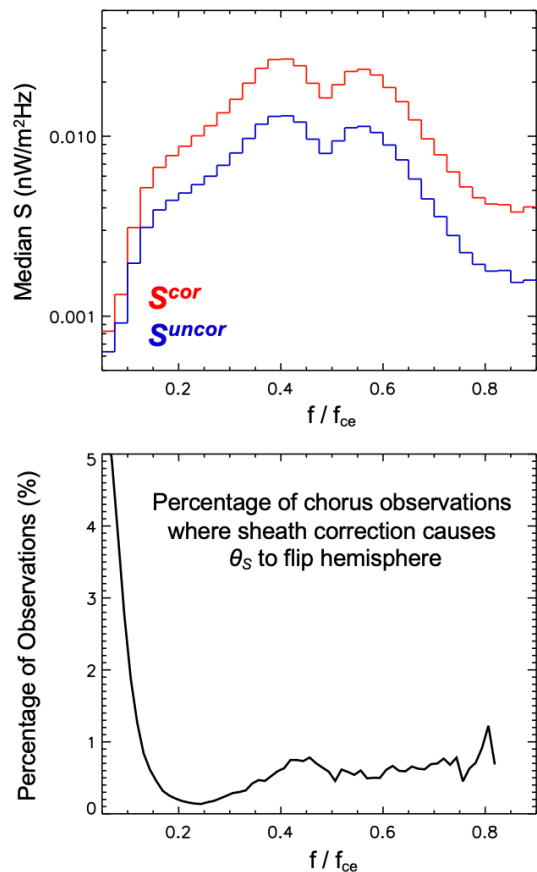 Median S (nW/m²Hz)
0.010
0.001
S^cor
S^uncor
0.2 0.4 0.6 0.8
f / f_ce
Percentage of Observations (%)
5
4
3
2
1
0
Percentage of chorus observations
where sheath correction causes
θ_S to flip hemisphere
0.2 0.4 0.6 0.8
f / f_ce